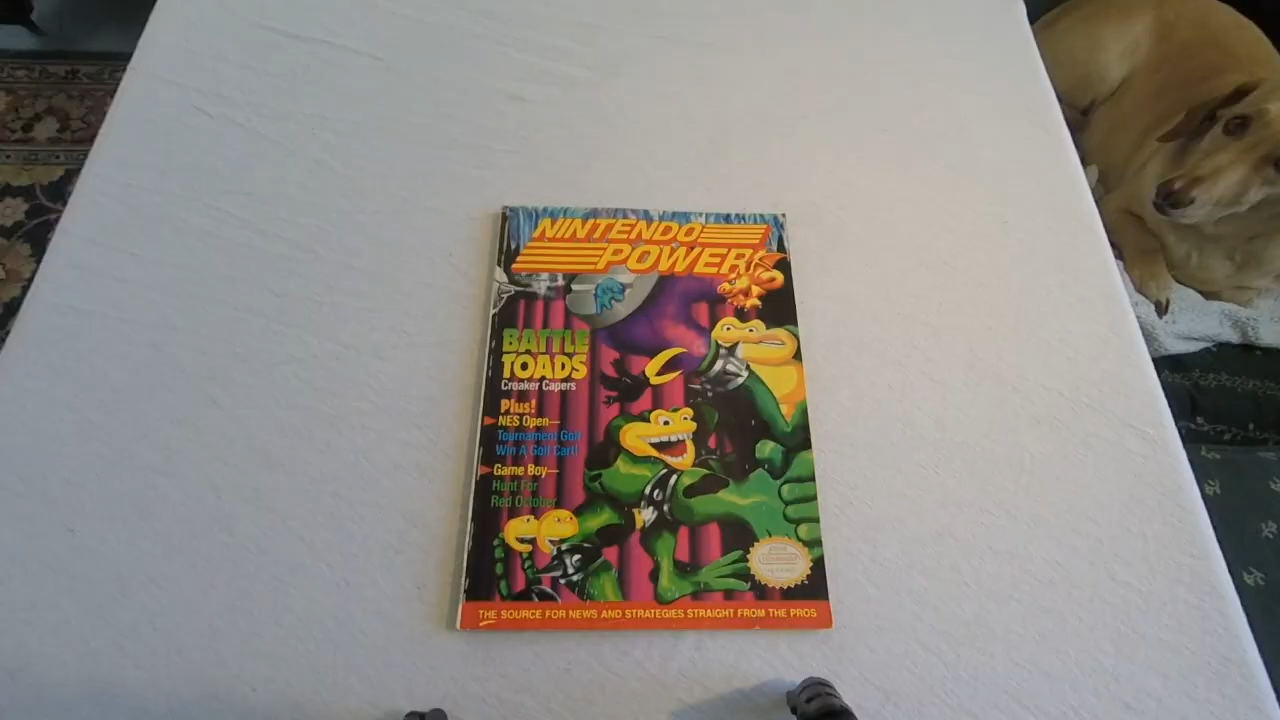 NINTENDO
POWER
BATTLE
TOADS
Croaker Capers
Plus!
NES Open—
Tournament Golf
Win A Golf Cart!
Game Boy—
Hunt For
Red October
THE SOURCE FOR NEWS AND STRATEGIES STRAIGHT FROM THE PROS